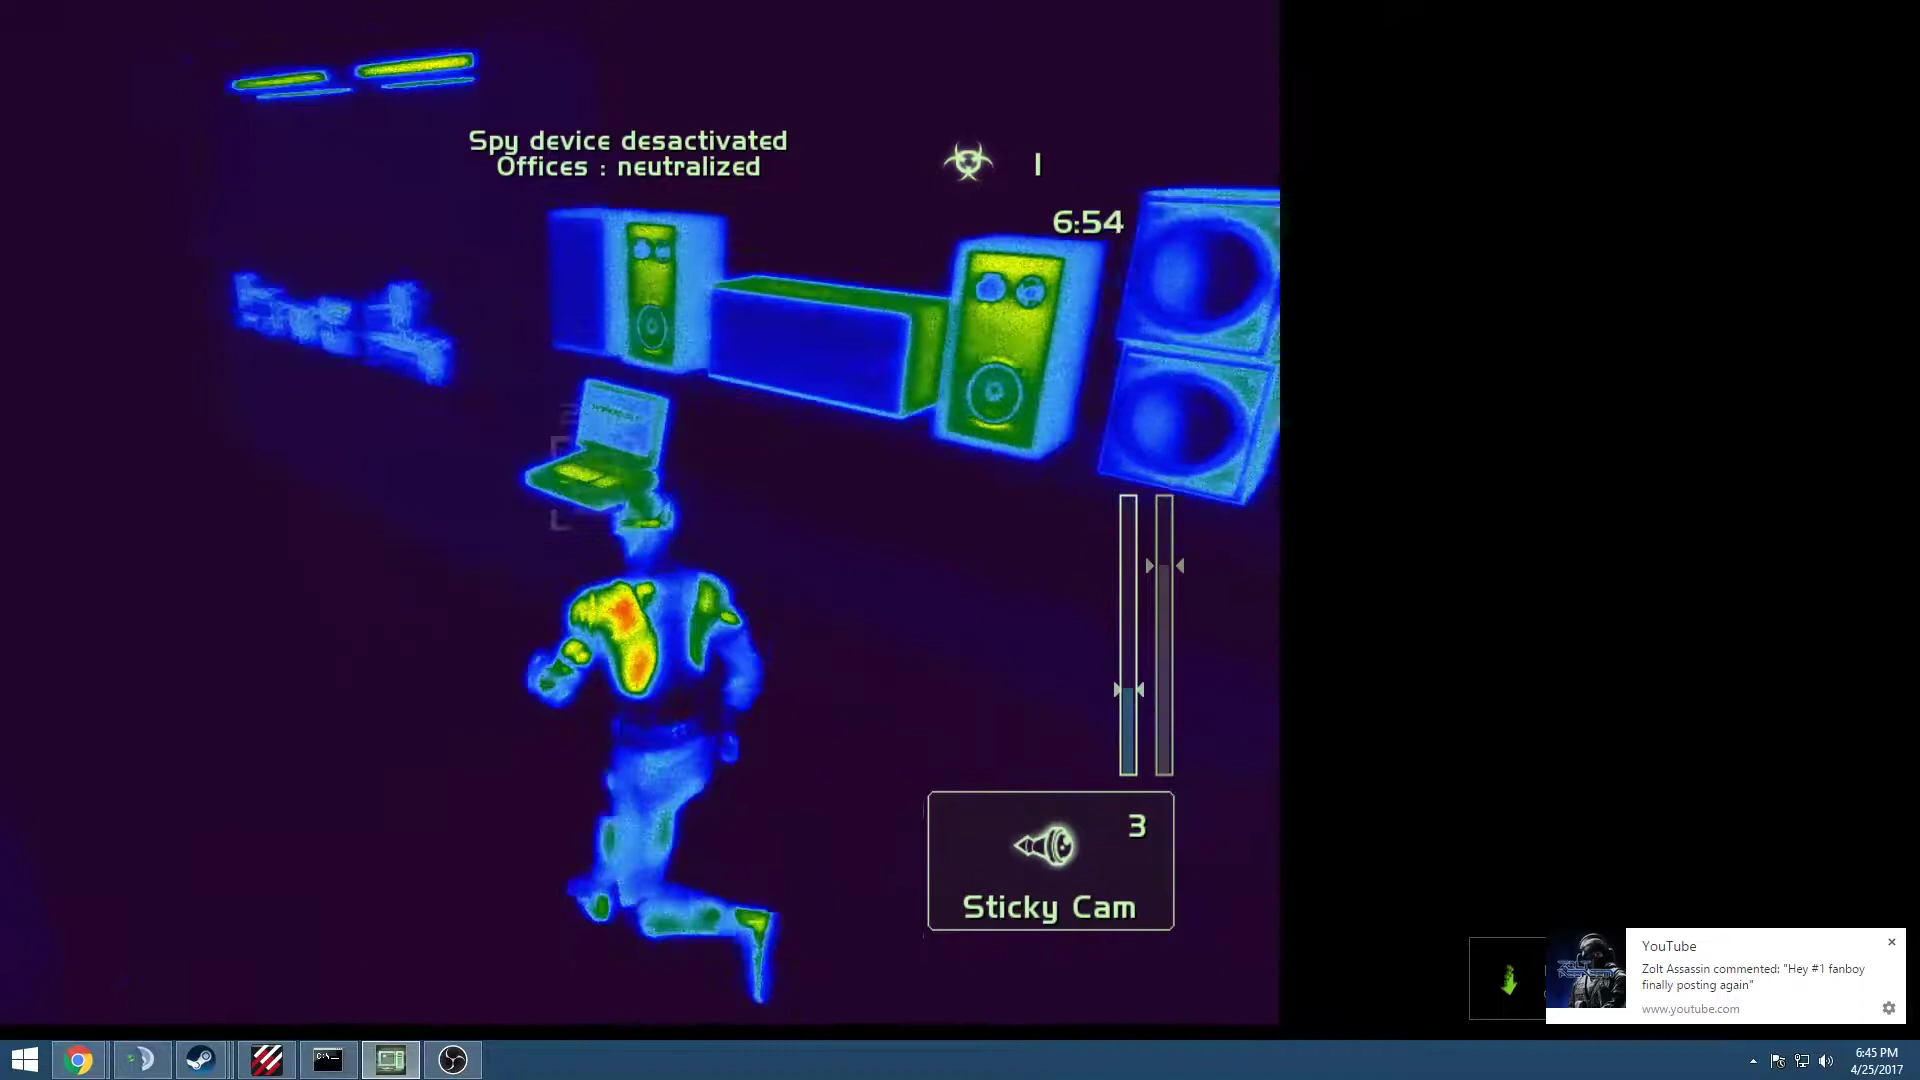 Spy device desactivated
Offices : neutralized
1
6:54
3
Sticky Cam
YouTube
Zolt Assassin commented: "Hey #1 fanboy
finally posting again"
www.youtube.com
6:45 PM
4/25/2017